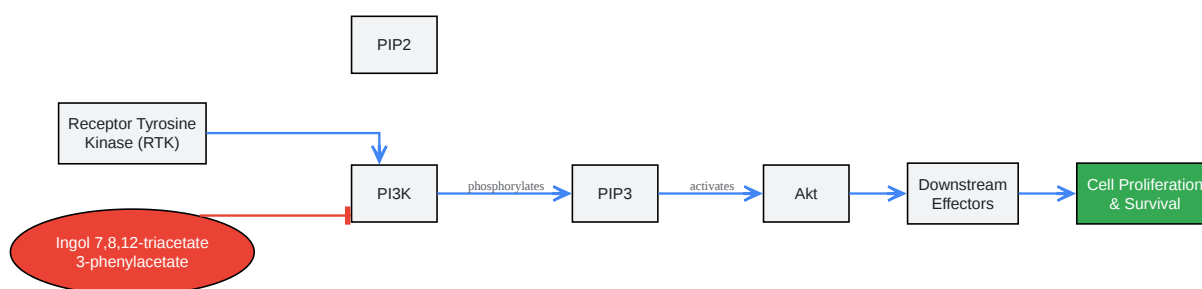 PIP2
Receptor Tyrosine
Kinase (RTK)
PI3K
phosphorylates
PIP3
activates
Akt
Downstream
Effectors
Cell Proliferation
& Survival
Ingol 7,8,12-triacetate
3-phenylacetate